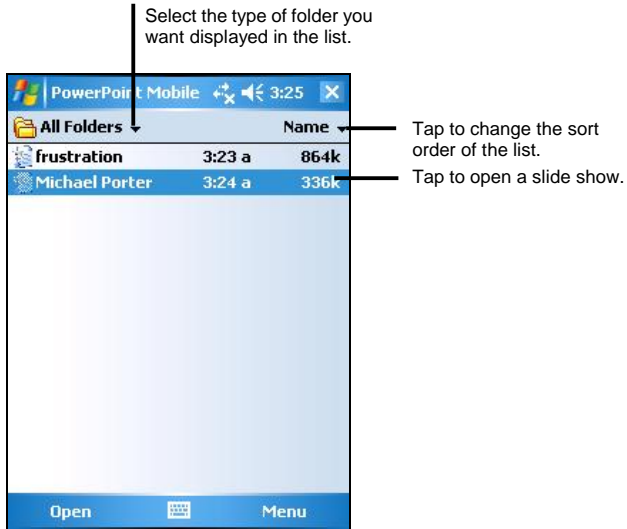 Select the type of folder you
want displayed in the list.
PowerPoint Mobile 3:25
All Folders Name
Tap to change the sort
order of the list.
frustration 3:23 a 864k
Michael Porter 3:24 a 336k
Tap to open a slide show.
Open Menu